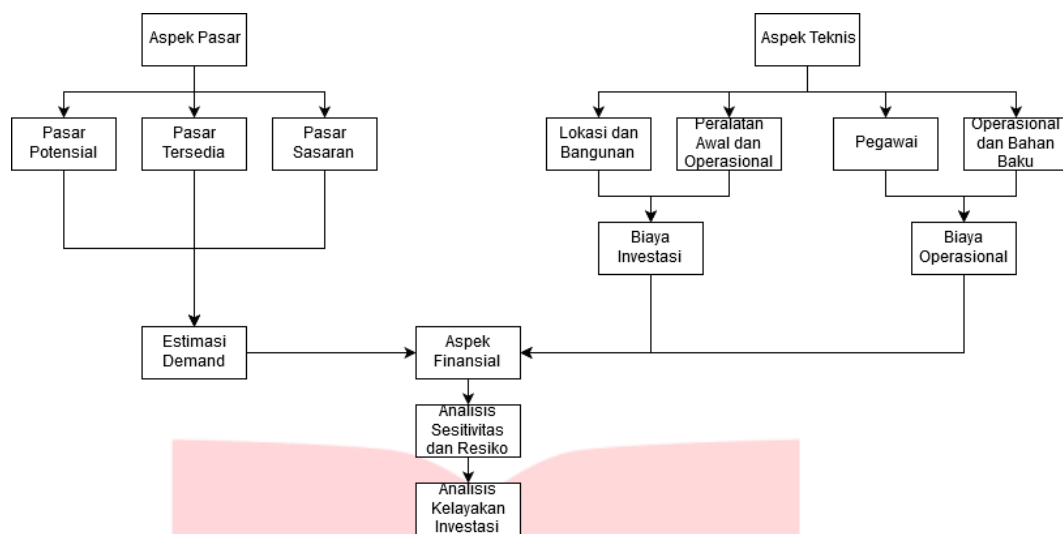 Aspek Pasar
Aspek Teknis
Pasar
Potensial
Pasar
Tersedia
Pasar
Sasaran
Lokasi dan
Bangunan
Peralatan
Awal dan
Operasional
Pegawai
Operasional
dan Bahan
Baku
Biaya
Investasi
Biaya
Operasional
Estimasi
Demand
Aspek
Finansial
Analisis
Sesitivitas
dan Resiko
Analisis
Kelayakan
Investasi